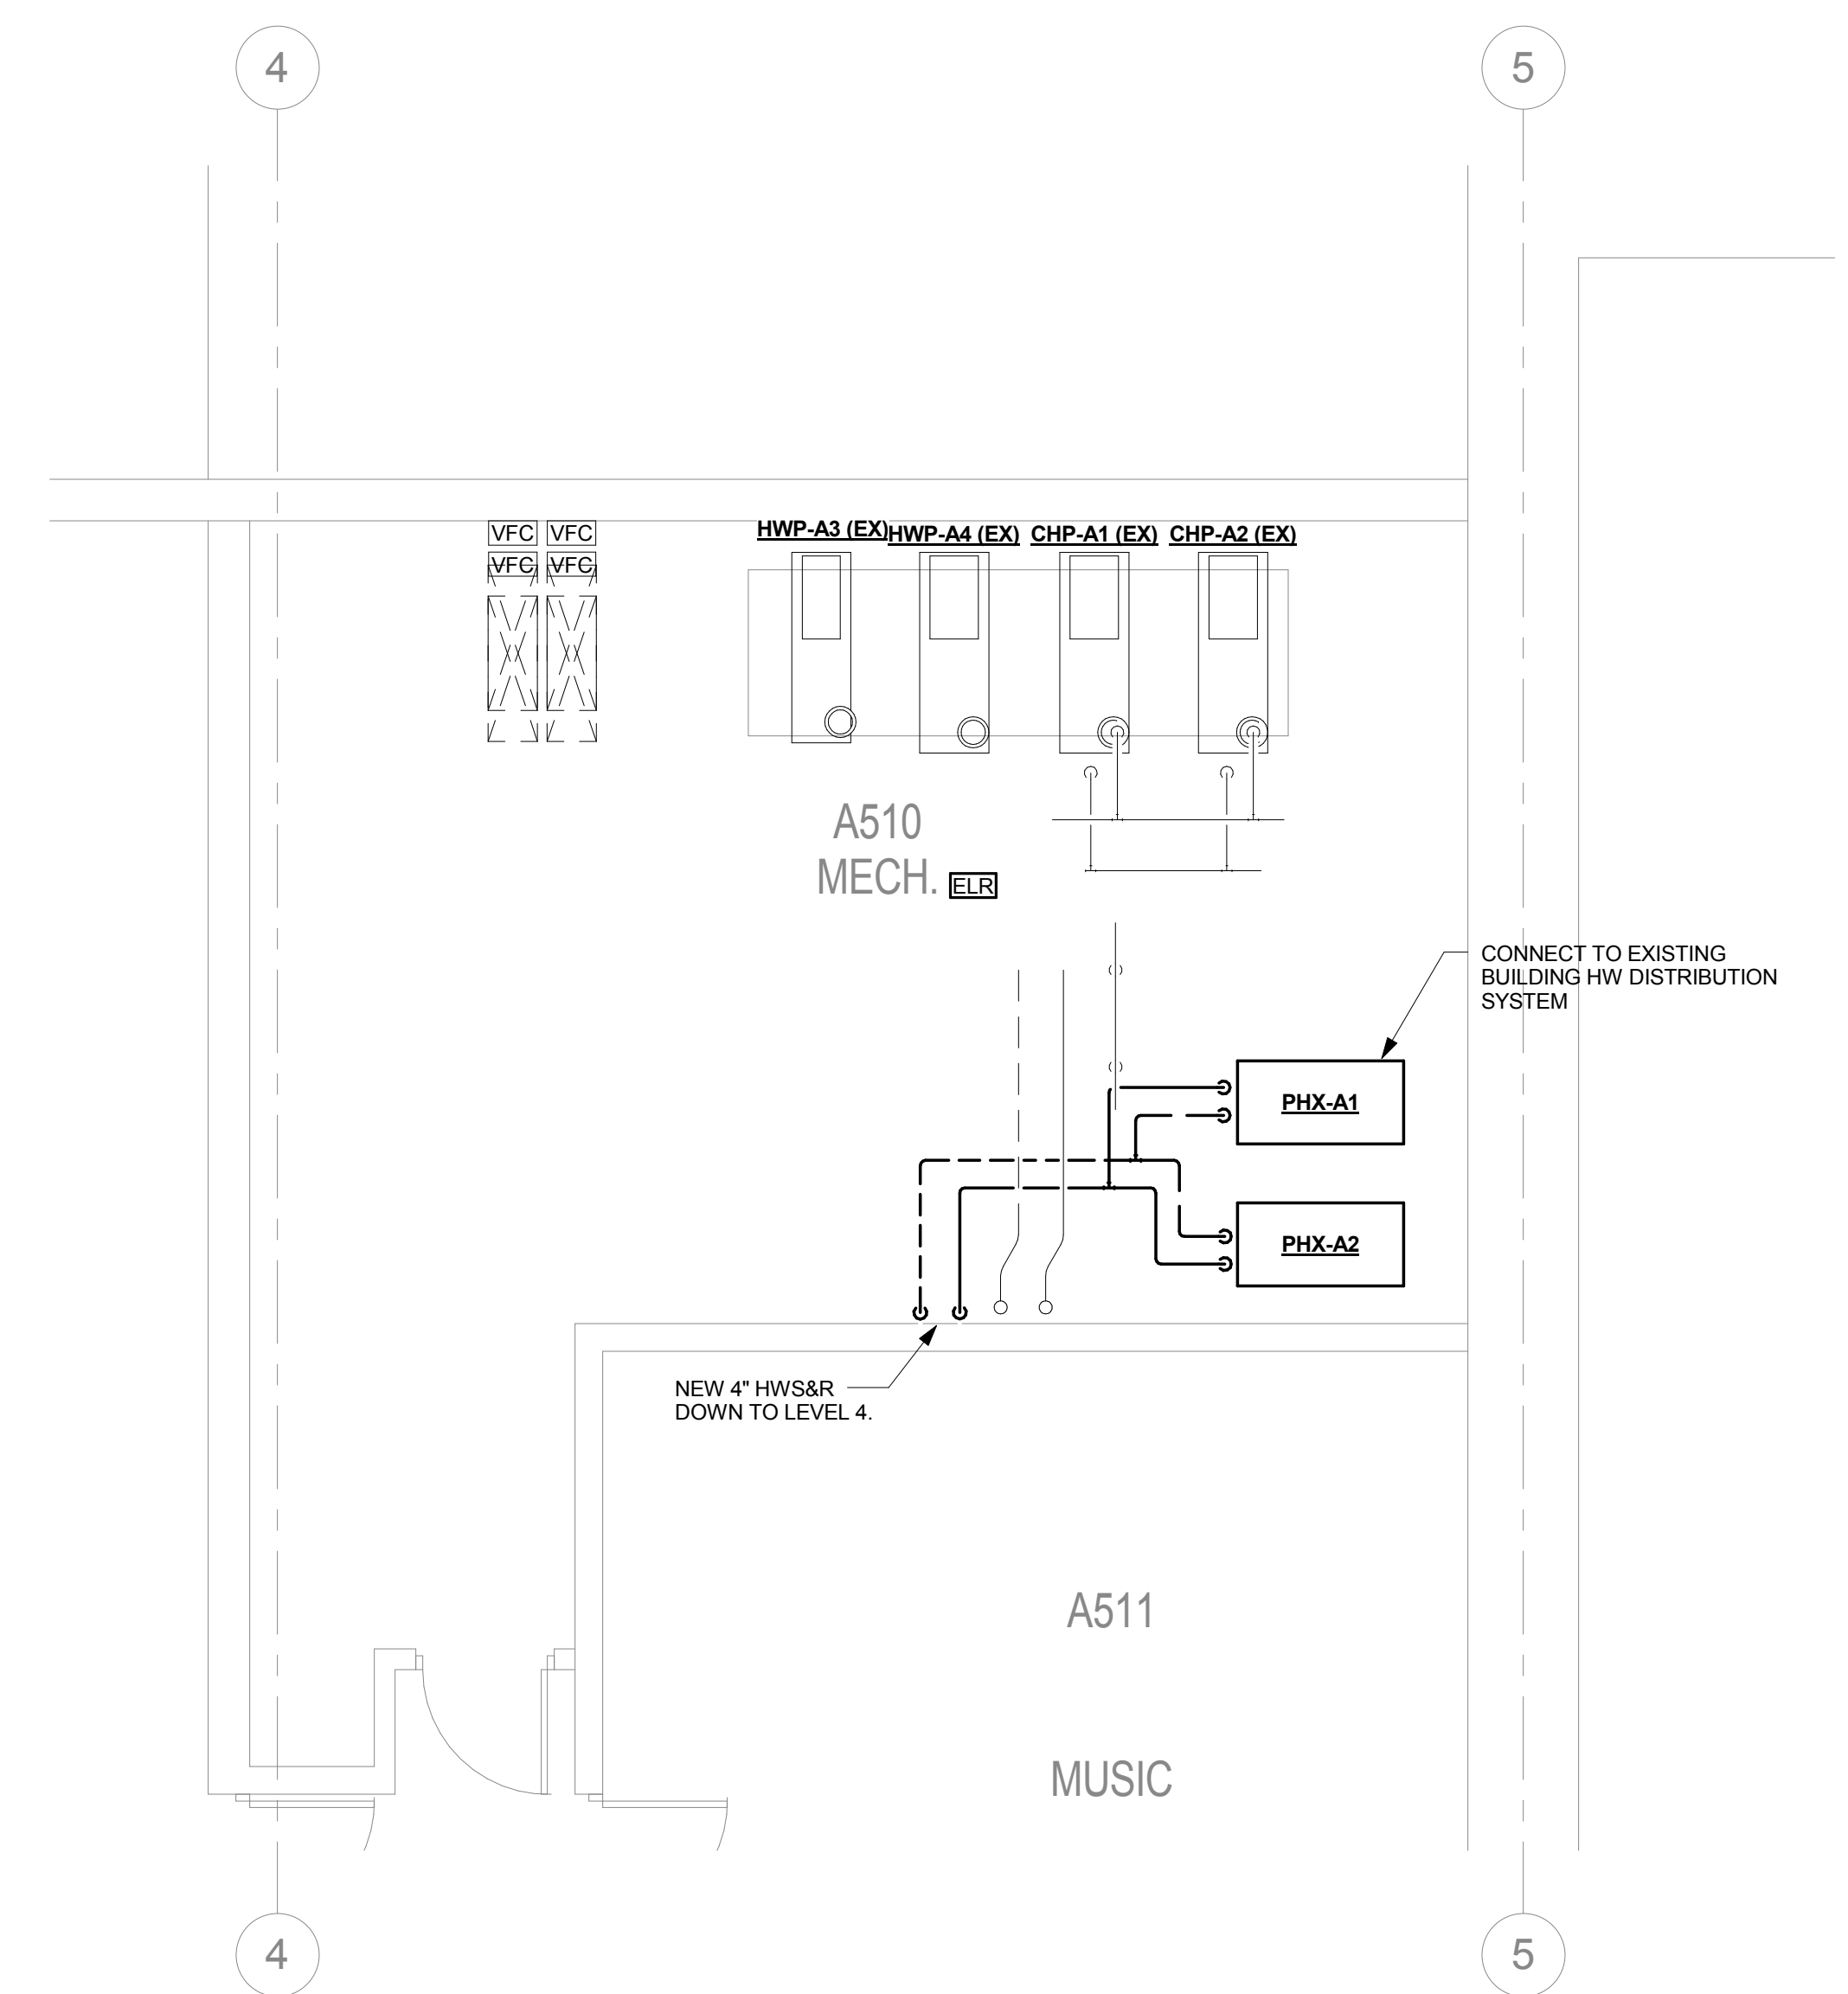 4
5
VFC VFC
VFC VFC
HWP-A3 (EX) HWP-A4 (EX) CHP-A1 (EX) CHP-A2 (EX)
A510
MECH.
ELR
CONNECT TO EXISTING
BUILDING HW DISTRIBUTION
SYSTEM
PHX-A1
PHX-A2
NEW 4" HWS&R
DOWN TO LEVEL 4.
A511
MUSIC
4
5